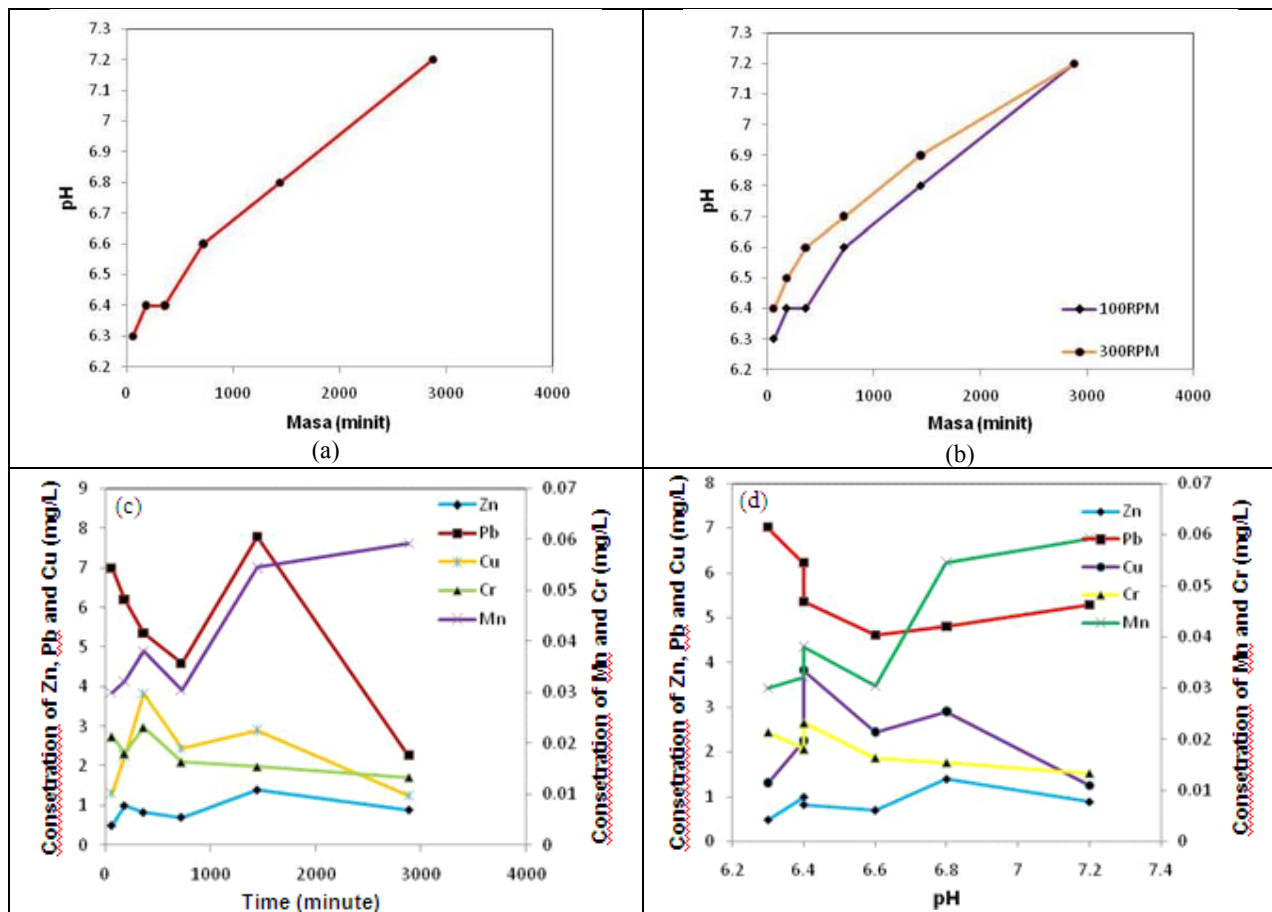 7.3
7.2
7.1
7
6.9
6.8
6.7
6.6
6.5
6.4
6.3
6.2
pH
0 1000 2000 3000 4000
Masa (minit)
(a)
7.3
7.2
7.1
7
6.9
6.8
6.7
6.6
6.5
6.4
6.3
6.2
pH
100RPM
300RPM
0 1000 2000 3000 4000
Masa (minit)
(b)
(c)
Consetration of Zn, Pb and Cu (mg/L)
9
8
7
6
5
4
3
2
1
0
Zn
Pb
Cu
Cr
Mn
0.07
0.06
0.05
0.04
0.03
0.02
0.01
0
Consetration of Mn and Cr (mg/L)
0 1000 2000 3000 4000
Time (minute)
(d)
Consetration of Zn, Pb and Cu (mg/L)
8
7
6
5
4
3
2
1
0
Zn
Pb
Cu
Cr
Mn
0.07
0.06
0.05
0.04
0.03
0.02
0.01
0
Consetration of Mn and Cr (mg/L)
6.2 6.4 6.6 6.8 7 7.2 7.4
pH